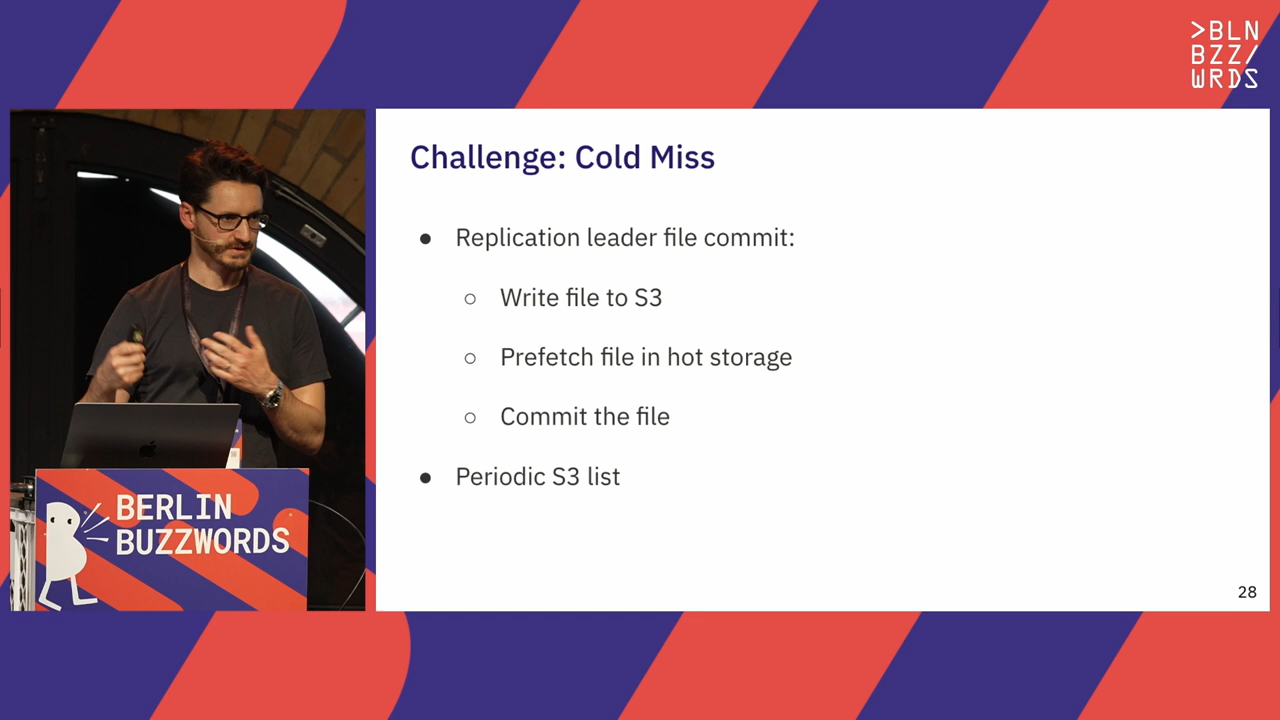 >BLN
BZZ/
WRDS
Challenge: Cold Miss
● Replication leader file commit:
○ Write file to S3
○ Prefetch file in hot storage
○ Commit the file
● Periodic S3 list
28
BERLIN
BUZZWORDS